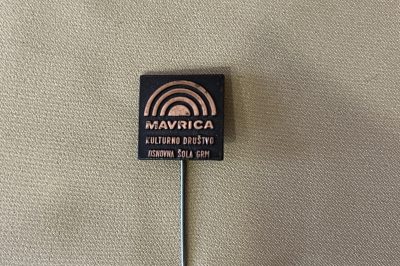 MAVRICA
KULTURNO DRUŠTVO
OSNOVNA ŠOLA GRM